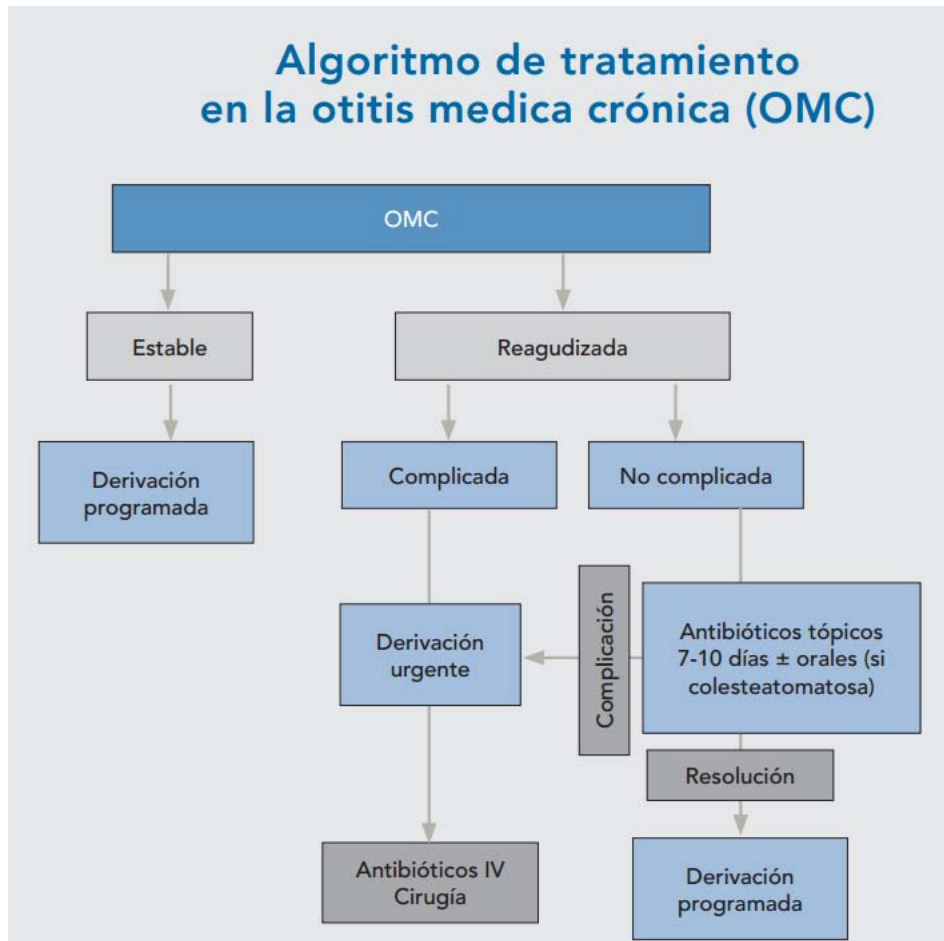 Algoritmo de tratamiento
en la otitis medica crónica (OMC)
OMC
Estable
Reagudizada
Derivación
programada
Complicada
No complicada
Derivación
urgente
Complicación
Antibióticos tópicos
7-10 días ± orales (si
colesteatomatosa)
Resolución
Antibióticos IV
Cirugía
Derivación
programada